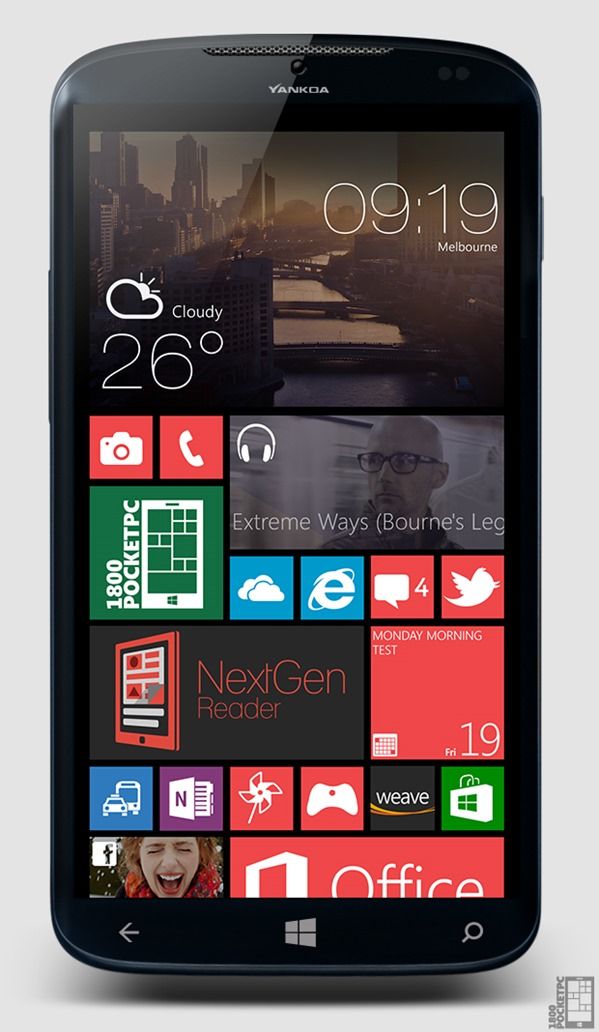 YANKOA
09:19
Melbourne
Cloudy
26°
Extreme Ways (Bourne's Leg
1800
POCKETPC
4
MONDAY MORNING
TEST
NextGen
Reader
Fri 19
N
weave
f
Office
1800
POCKETPC